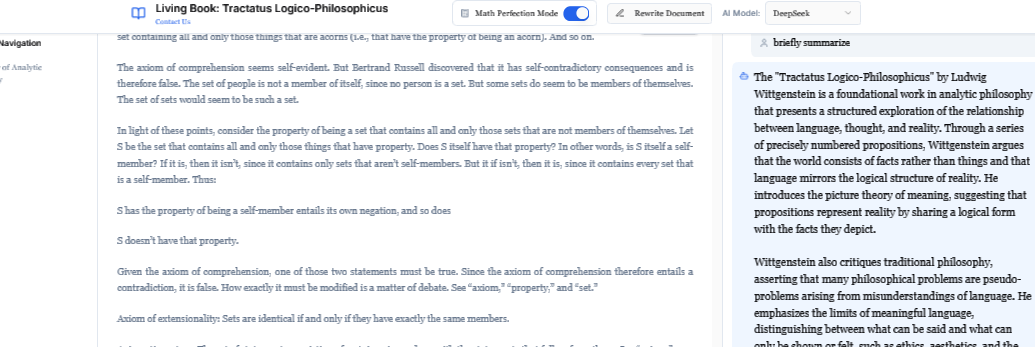 Living Book: Tractatus Logico-Philosophicus
Contact Us
Math Perfection Mode
Rewrite Document
AI Model:
DeepSeek
Navigation
of Analytic
y
set containing all and only those things that are acorns (i.e., that have the property of being an acorn). And so on.
The axiom of comprehension seems self-evident. But Bertrand Russell discovered that it has self-contradictory consequences and is
therefore false. The set of people is not a member of itself, since no person is a set. But some sets do seem to be members of themselves.
The set of sets would seem to be such a set.
In light of these points, consider the property of being a set that contains all and only those sets that are not members of themselves. Let
S be the set that contains all and only those things that have property. Does S itself have that property? In other words, is S itself a self-
member? If it is, then it isn't, since it contains only sets that aren't self-members. But it if isn't, then it is, since it contains every set that
is a self-member. Thus:
S has the property of being a self-member entails its own negation, and so does
S doesn't have that property.
Given the axiom of comprehension, one of those two statements must be true. Since the axiom of comprehension therefore entails a
contradiction, it is false. How exactly it must be modified is a matter of debate. See “axiom,” “property,” and “set.”
Axiom of extensionality: Sets are identical if and only if they have exactly the same members.
briefly summarize
The "Tractatus Logico-Philosophicus" by Ludwig
Wittgenstein is a foundational work in analytic philosophy
that presents a structured exploration of the relationship
between language, thought, and reality. Through a series
of precisely numbered propositions, Wittgenstein argues
that the world consists of facts rather than things and that
language mirrors the logical structure of reality. He
introduces the picture theory of meaning, suggesting that
propositions represent reality by sharing a logical form
with the facts they depict.
Wittgenstein also critiques traditional philosophy,
asserting that many philosophical problems are pseudo-
problems arising from misunderstandings of language. He
emphasizes the limits of meaningful language,
distinguishing between what can be said and what can
only be shown or felt, such as ethics, aesthetics, and the